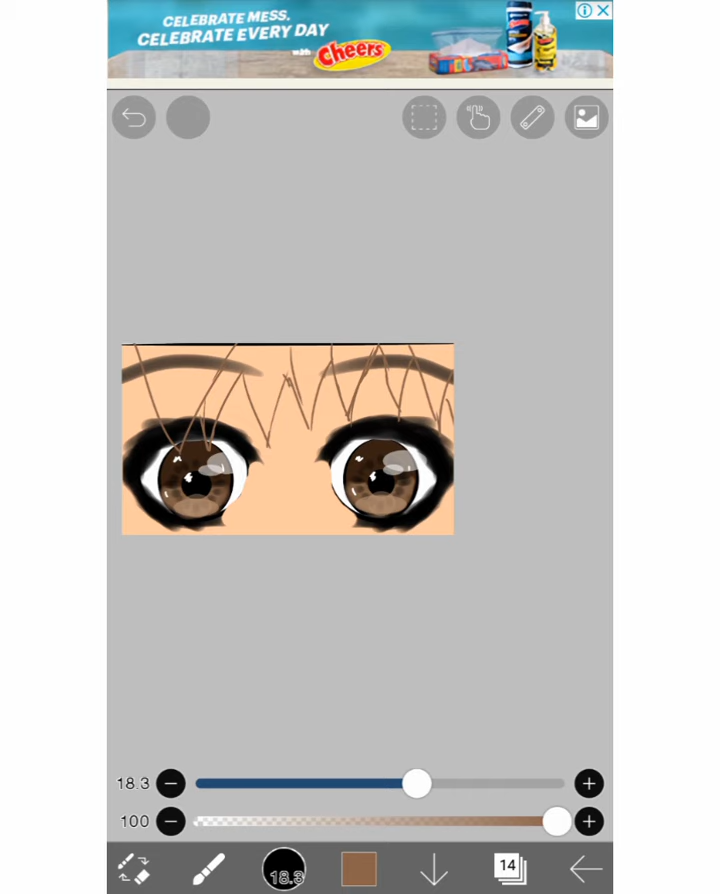 CELEBRATE MESS.
CELEBRATE EVERY DAY
with Cheers
18.3
100
18.3
14